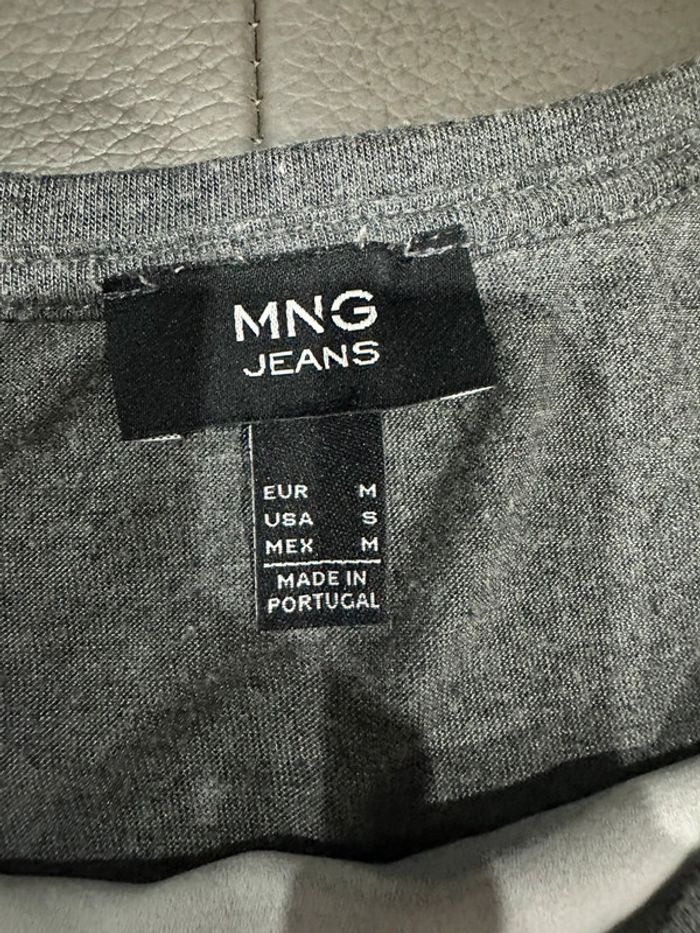 MNG
JEANS
EUR M
USA S
MEX M
MADE IN
PORTUGAL